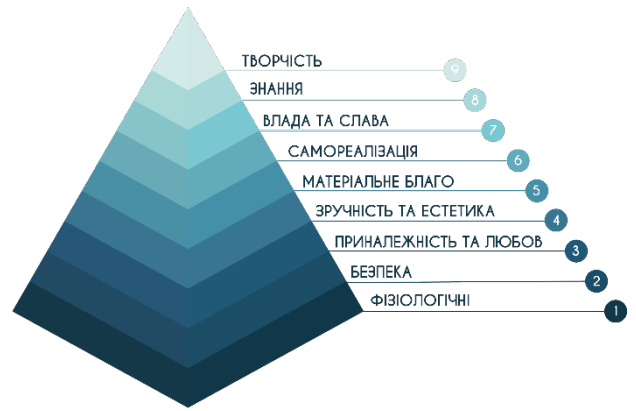 ТВОРЧІСТЬ 9
ЗНАННЯ 8
ВЛАДА ТА СЛАВА 7
САМОРЕАЛІЗАЦІЯ 6
МАТЕРІАЛЬНЕ БЛАГО 5
ЗРУЧНІСТЬ ТА ЕСТЕТИКА 4
ПРИНАЛЕЖНІСТЬ ТА ЛЮБОВ 3
БЕЗПЕКА 2
ФІЗІОЛОГІЧНІ 1